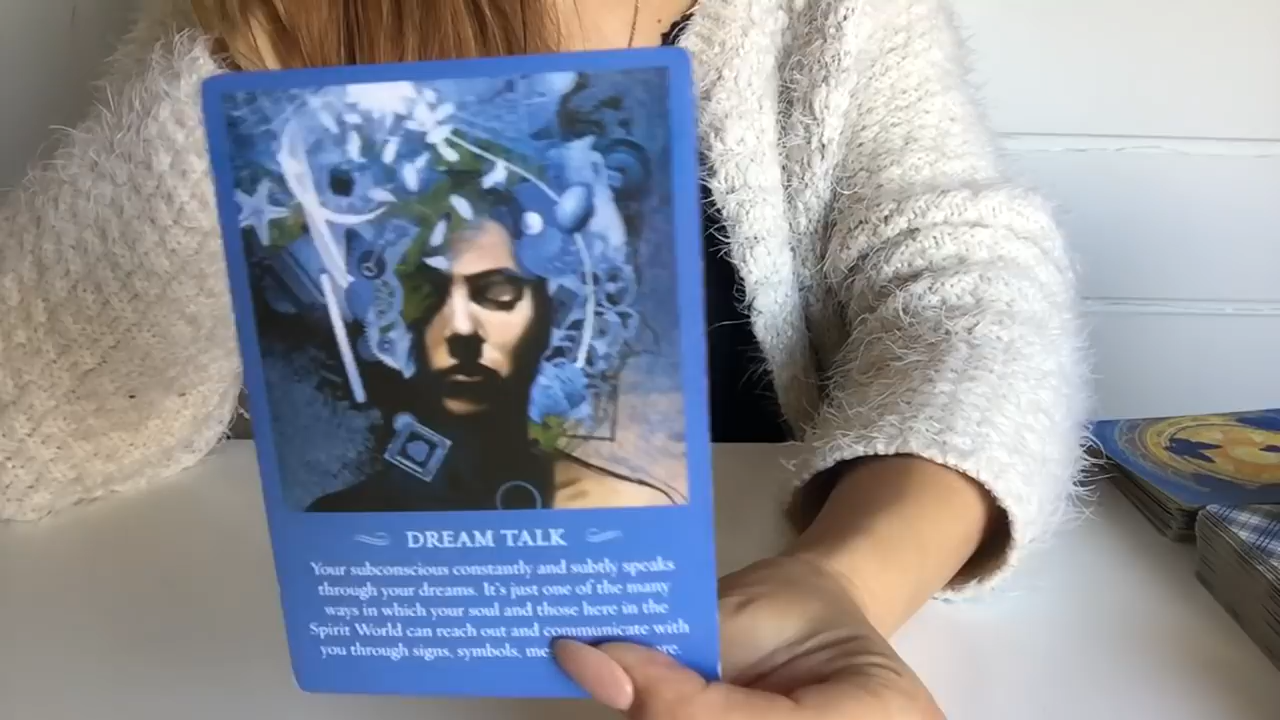 DREAM TALK
Your subconscious constantly and subtly speaks
through your dreams. It's just one of the many
ways in which your soul and those here in the
Spirit World can reach out and communicate with
you through signs, symbols,